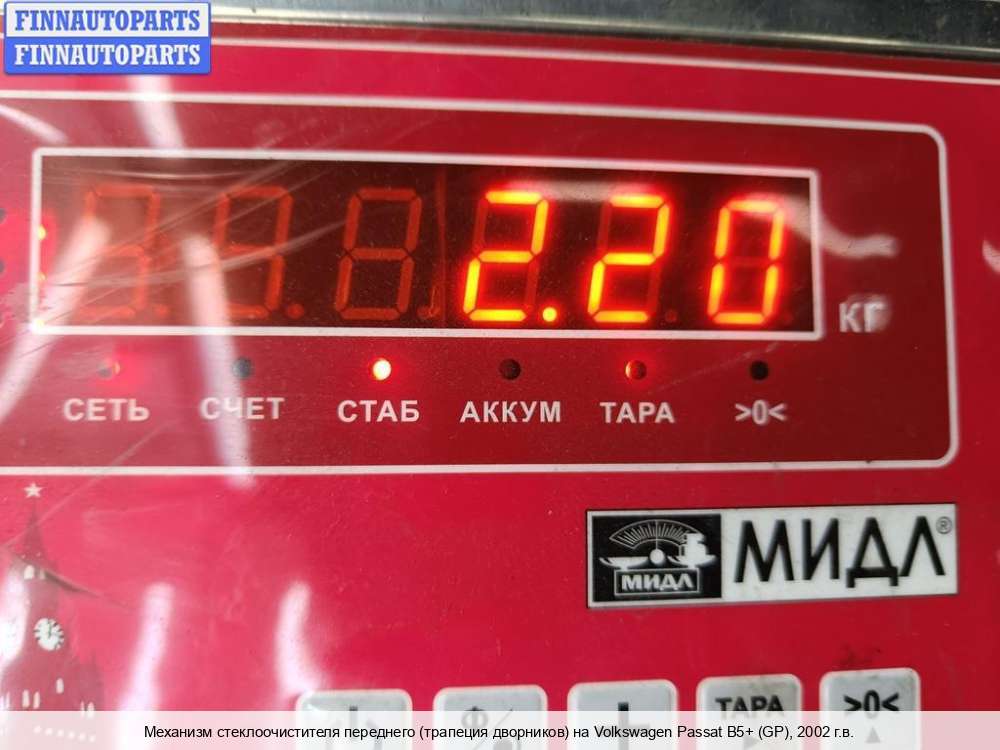 FINNAUTOPARTS
FINNAUTOPARTS
2.20
кг
СЕТЬ СЧЕТ СТАБ АККУМ ТАРА >0<
МИДЛ МИДЛ®
ТАРА >0<
Механизм стеклоочистителя переднего (трапеция дворников) на Volkswagen Passat B5+ (GP), 2002 г.в.